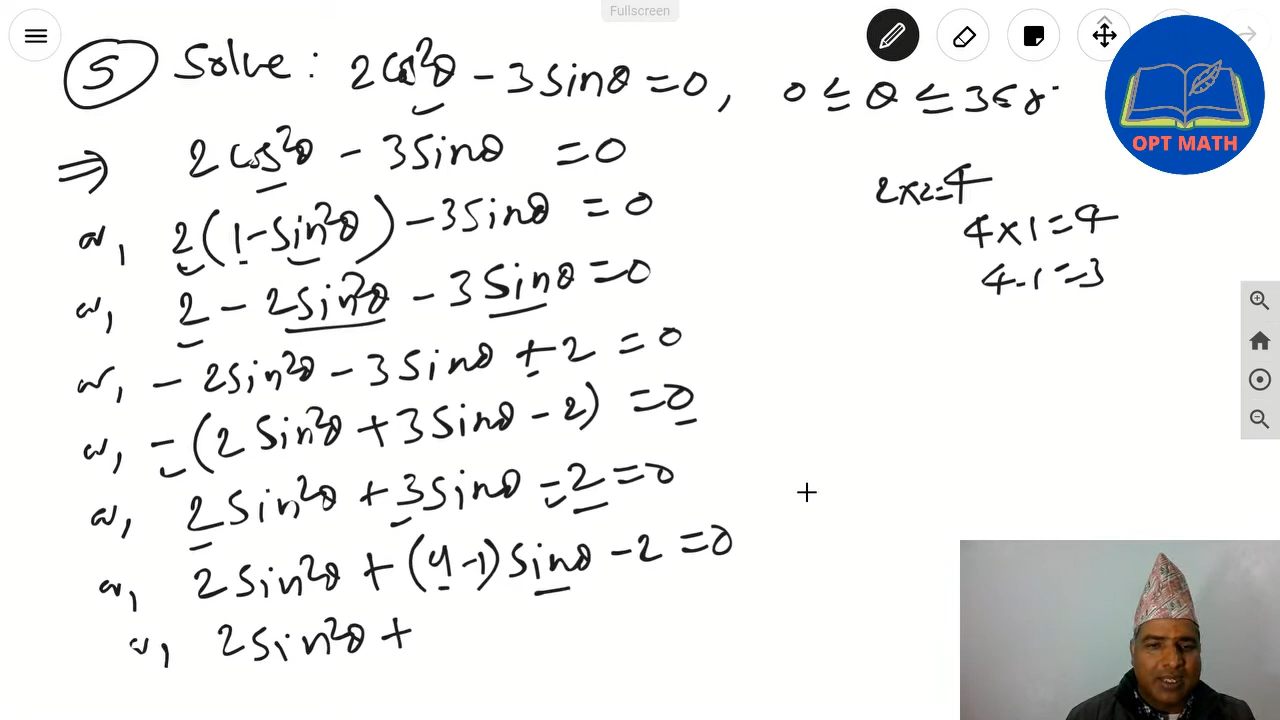 Fullscreen
5 Solve: 2cos²θ - 3sinθ = 0, 0 ≤ θ ≤ 360°
⇒ 2cos²θ - 3sinθ = 0
or, 2(1-sin²θ) - 3sinθ = 0
or, 2 - 2sin²θ - 3sinθ = 0
or, - 2sin²θ - 3sinθ + 2 = 0
or, -(2sin²θ + 3sinθ - 2) = 0
or, 2sin²θ + 3sinθ - 2 = 0
or, 2sin²θ + (4-1)sinθ - 2 = 0
or, 2sin²θ +
2×2=4
4×1=4
4-1=3
OPT MATH